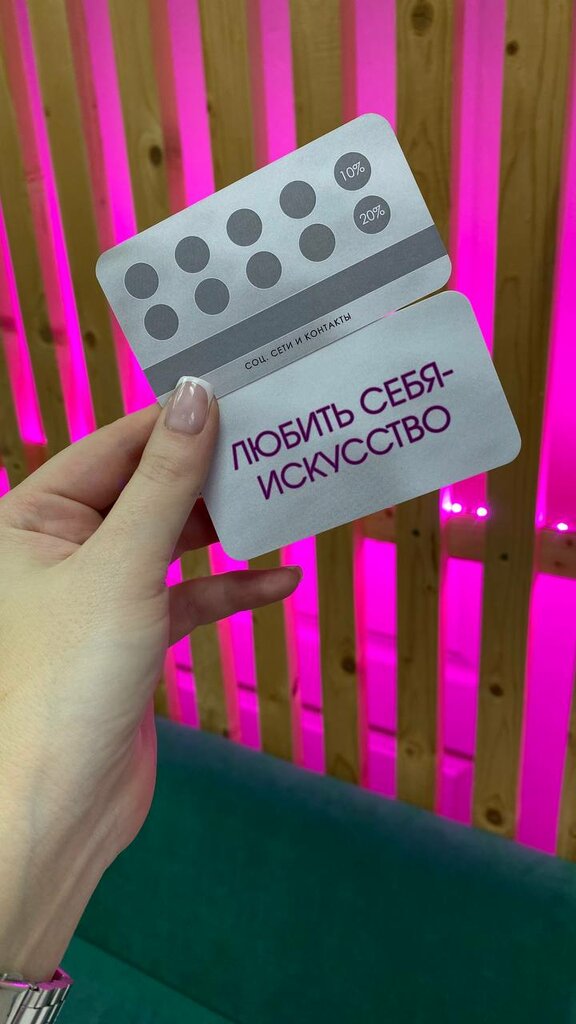 10%
20%
СОЦ. СЕТИ И КОНТАКТЫ
ЛЮБИТЬ СЕБЯ-
ИСКУССТВО